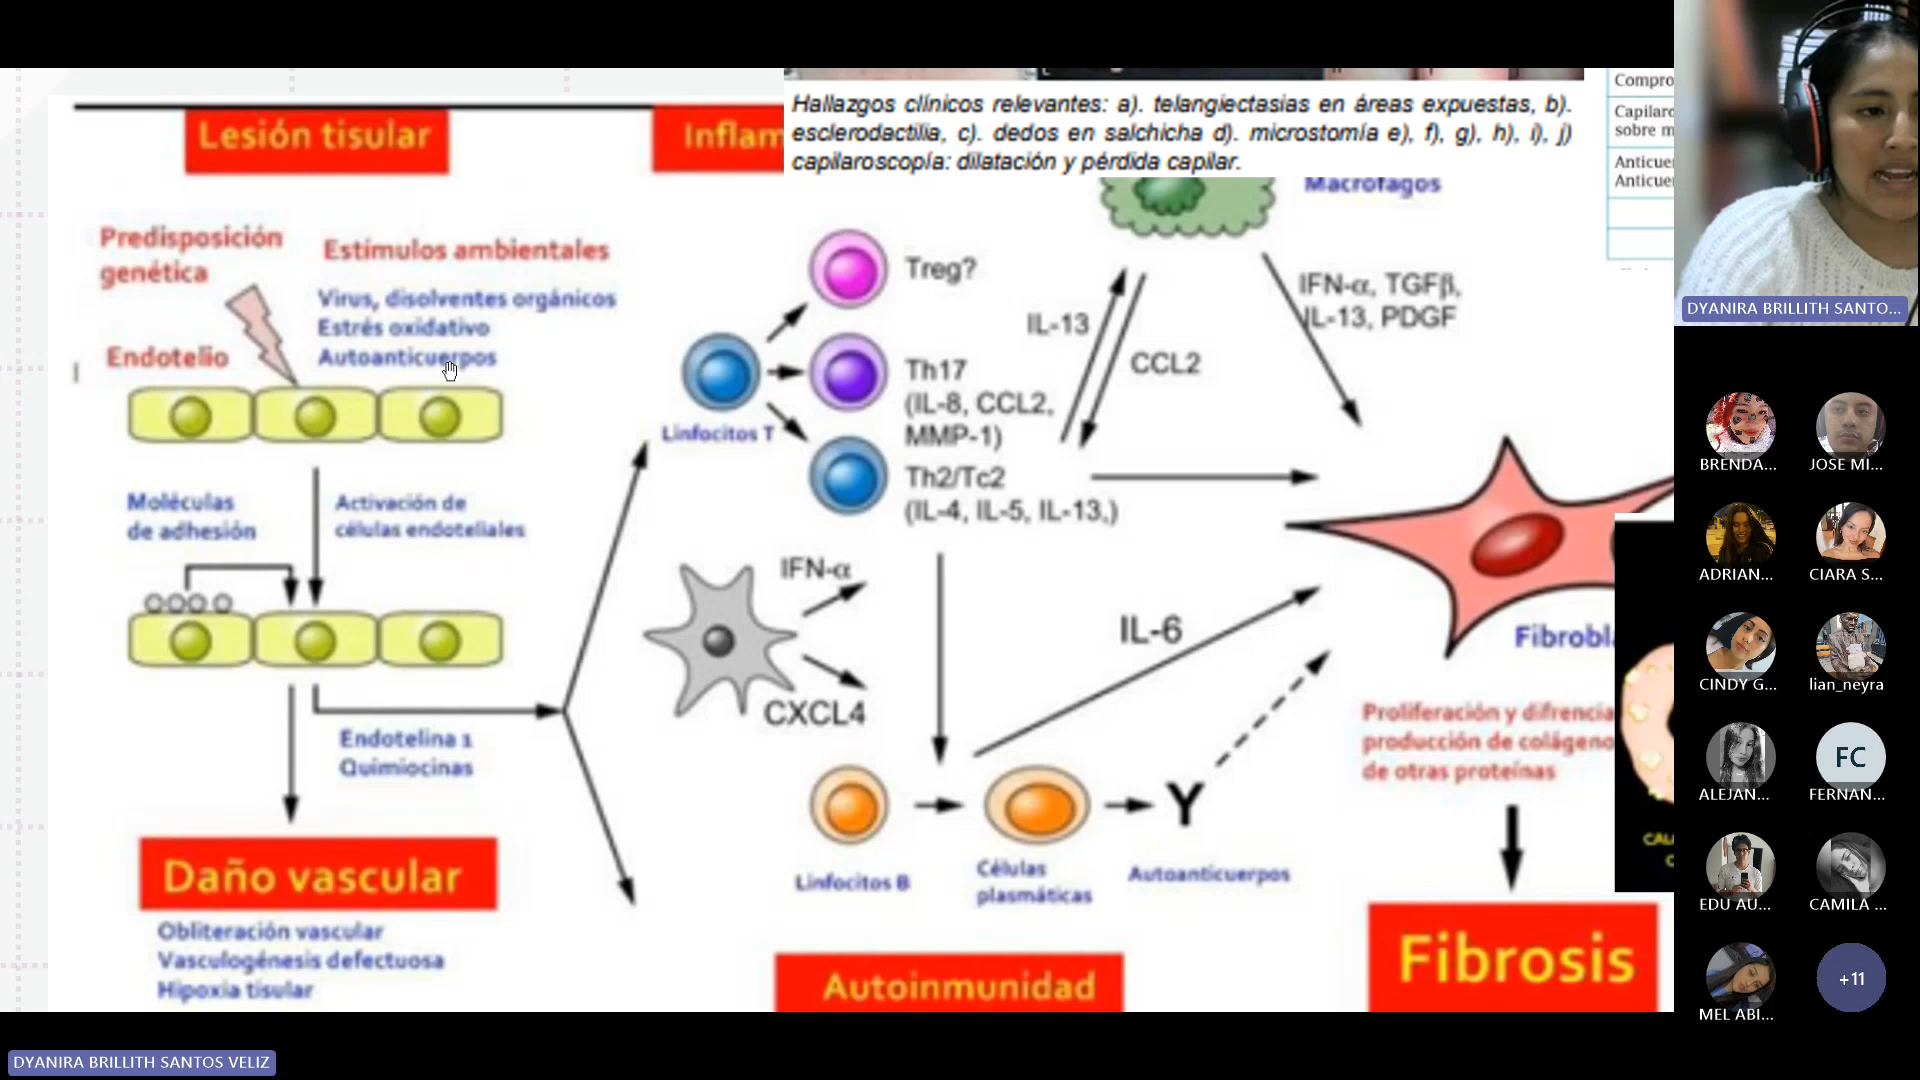 Lesión tisular
Inflam
Hallazgos clínicos relevantes: a). telangiectasias en áreas expuestas, b).
esclerodactilia, c). dedos en salchicha d). microstomía e), f), g), h), i), j)
capilaroscopía: dilatación y pérdida capilar.
Compro
Capilaro
sobre m
Anticue
Anticue
Macrófagos
Predisposición
genética
Estímulos ambientales
Virus, disolventes orgánicos
Estrés oxidativo
Autoanticuerpos
Endotelio
Moléculas
de adhesión
Activación de
células endoteliales
Endotelina 1
Quimiocinas
Daño vascular
Obliteración vascular
Vasculogénesis defectuosa
Hipoxia tisular
Linfocitos T
Treg?
Th17
(IL-8, CCL2,
MMP-1)
Th2/Tc2
(IL-4, IL-5, IL-13,)
IL-13
CCL2
IFN-α, TGFβ,
IL-13, PDGF
IFN-α
CXCL4
IL-6
Linfocitos B
Células
plasmáticas
Y
Autoanticuerpos
Autoinmunidad
Fibrobl
Proliferación y difrencia
producción de colágeno
de otras proteínas
Fibrosis
CAL
DYANIRA BRILLITH SANTO...
BRENDA...
JOSE MI...
ADRIAN...
CIARA S...
CINDY G...
lian_neyra
ALEJAN...
FC
FERNAN...
EDU AU...
CAMILA ...
MEL ABI...
+11
DYANIRA BRILLITH SANTOS VELIZ